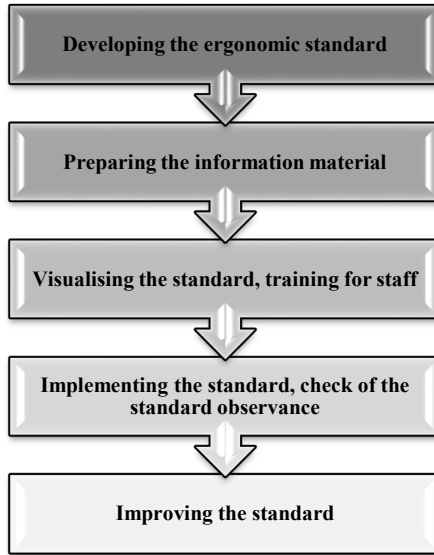 Developing the ergonomic standard
Preparing the information material
Visualising the standard, training for staff
Implementing the standard, check of the
standard observance
Improving the standard